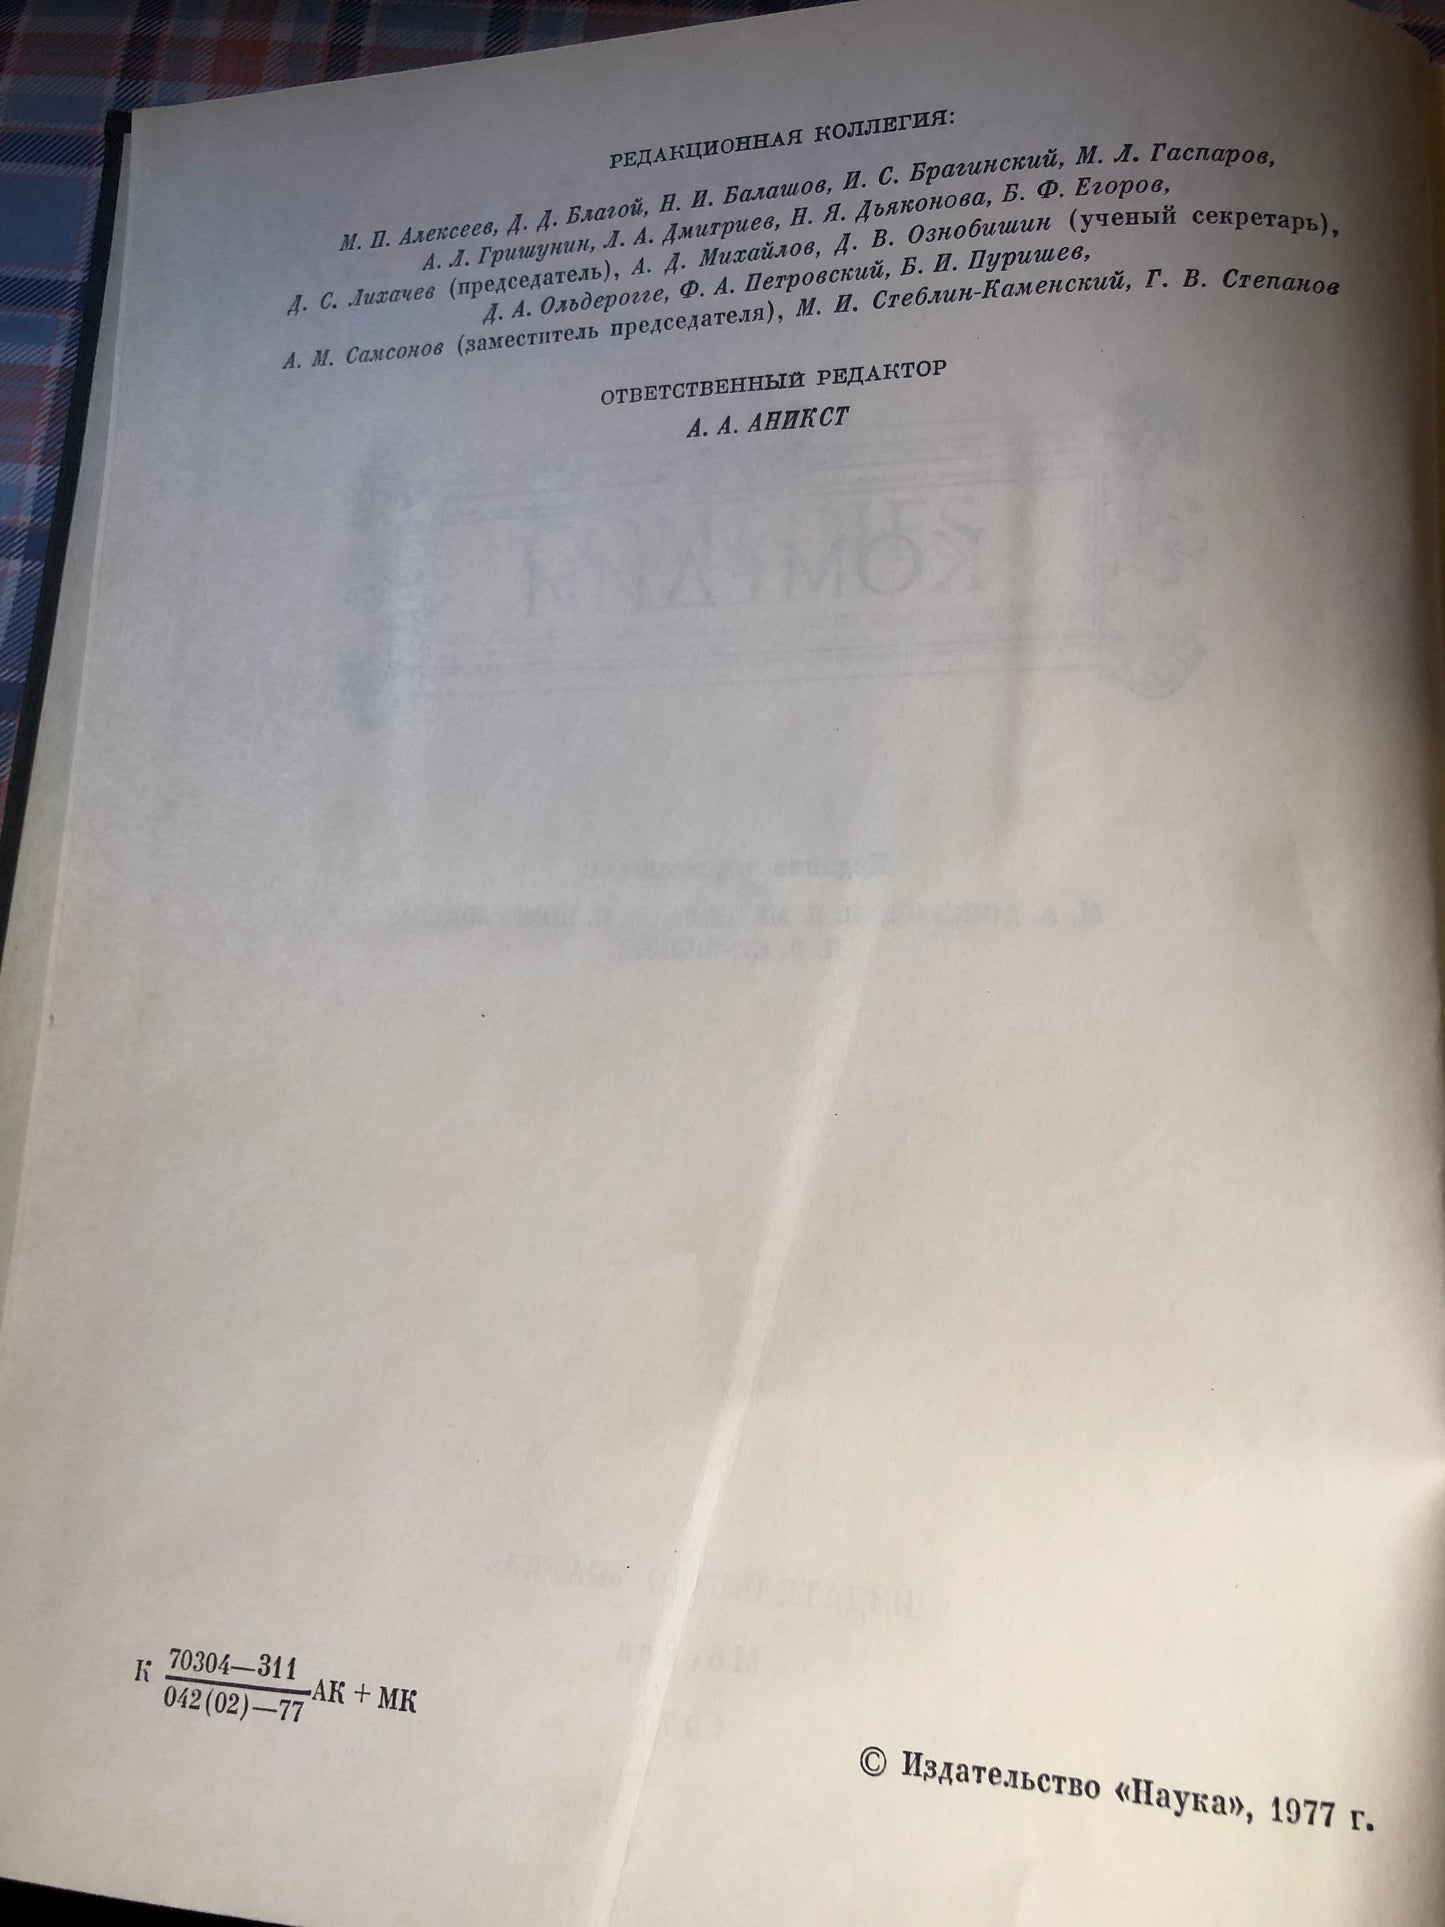 РЕДАКЦИОННАЯ КОЛЛЕГИЯ:
М. П. Алексеев, Д. Д. Благой, Н. И. Балашов, И. С. Брагинский, М. Л. Гаспаров,
А. Л. Гришунин, Л. А. Дмитриев, Н. Я. Дьяконова, Б. Ф. Егоров,
Д. С. Лихачев (председатель), А. Д. Михайлов, Д. В. Ознобишин (ученый секретарь),
Д. А. Ольдерогге, Ф. А. Петровский, Б. И. Пуришев,
А. М. Самсонов (заместитель председателя), М. И. Стеблин-Каменский, Г. В. Степанов
ОТВЕТСТВЕННЫЙ РЕДАКТОР
А. А. АНИКСТ
КОМЕДИЯ
К 70304—311
042(02)—77 АК + МК
© Издательство «Наука», 1977 г.